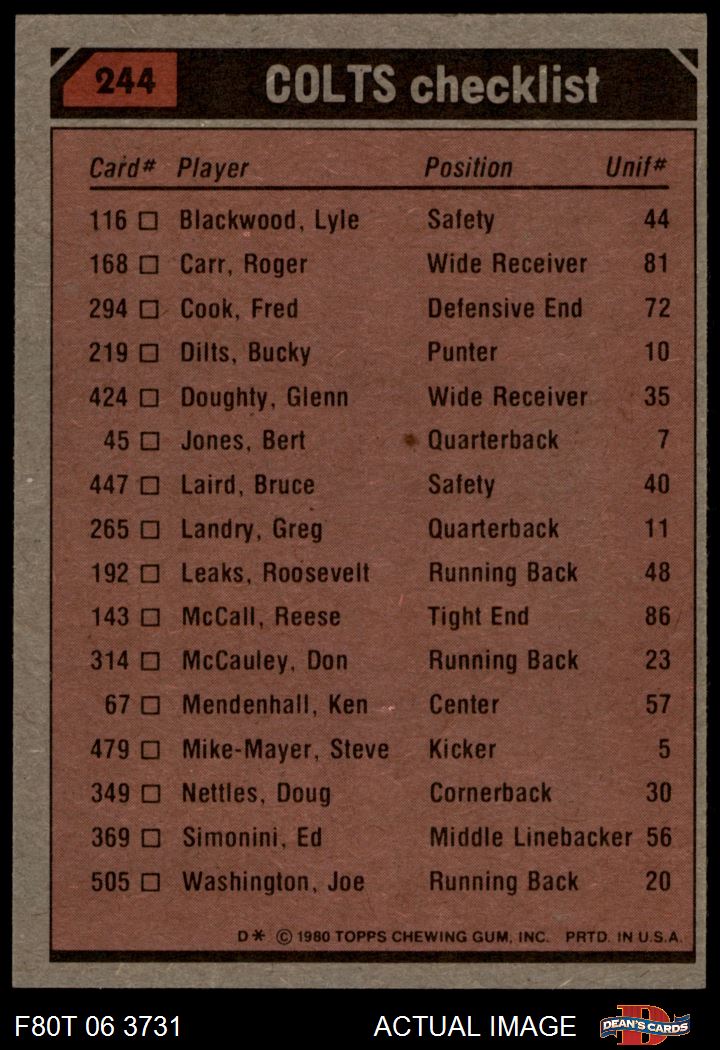 244 COLTS checklist
Card# Player Position Unif#
116 □ Blackwood, Lyle Safety 44
168 □ Carr, Roger Wide Receiver 81
294 □ Cook, Fred Defensive End 72
219 □ Dilts, Bucky Punter 10
424 □ Doughty, Glenn Wide Receiver 35
45 □ Jones, Bert Quarterback 7
447 □ Laird, Bruce Safety 40
265 □ Landry, Greg Quarterback 11
192 □ Leaks, Roosevelt Running Back 48
143 □ McCall, Reese Tight End 86
314 □ McCauley, Don Running Back 23
67 □ Mendenhall, Ken Center 57
479 □ Mike-Mayer, Steve Kicker 5
349 □ Nettles, Doug Cornerback 30
369 □ Simonini, Ed Middle Linebacker 56
505 □ Washington, Joe Running Back 20
D* © 1980 TOPPS CHEWING GUM, INC. PRTD. IN U.S.A.
F80T 06 3731 ACTUAL IMAGE D DEAN'S CARDS